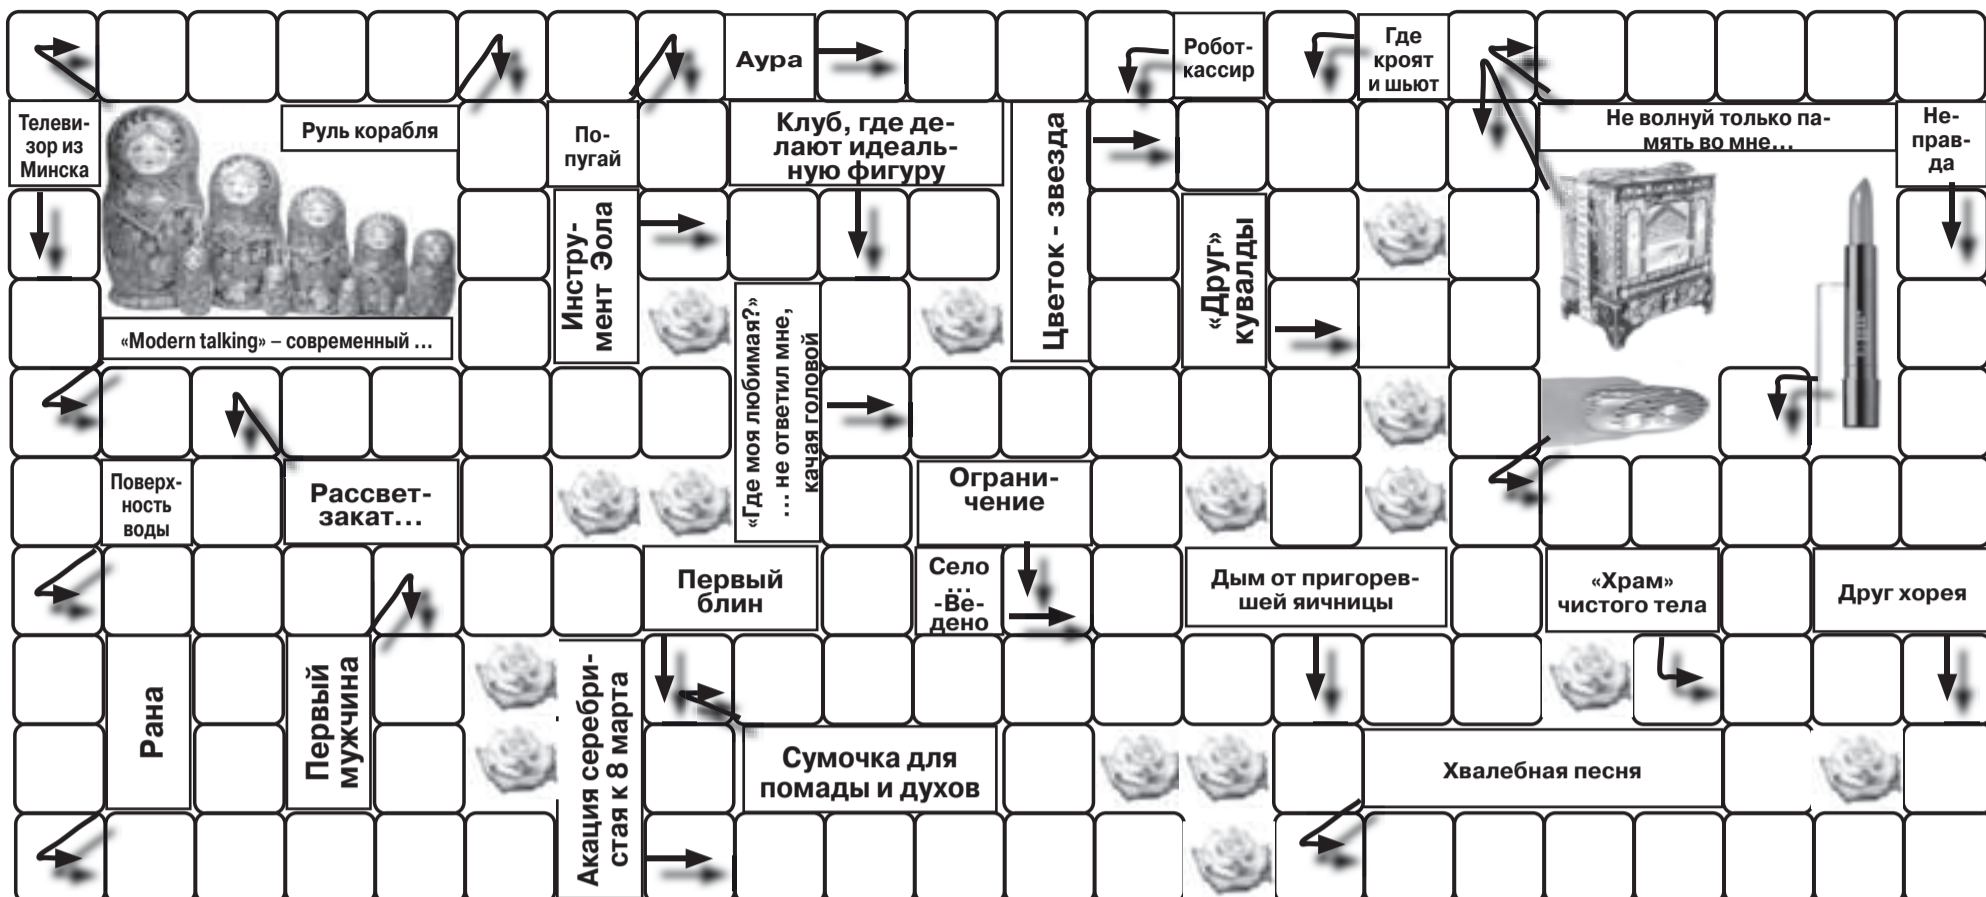 Аура
Робот-
кассир
Где
кроят
и шьют
Телеви-
зор из
Минска
Руль корабля
По-
пугай
Клуб, где де-
лают идеаль-
ную фигуру
Цветок - звезда
Не волнуй только па-
мять во мне...
Не-
прав-
да
Инстру-
мент Эола
«Друг»
кувалды
«Modern talking» – современный ...
«Где моя любимая?»
... не ответил мне,
качая головой
Поверх-
ность
воды
Рассвет-
закат...
Ограни-
чение
Первый
блин
Село
...
-Ве-
дено
Дым от пригорев-
шей яичницы
«Храм»
чистого тела
Друг хорея
Рана
Первый
мужчина
Акация серебри-
стая к 8 марта
Сумочка для
помады и духов
Хвалебная песня